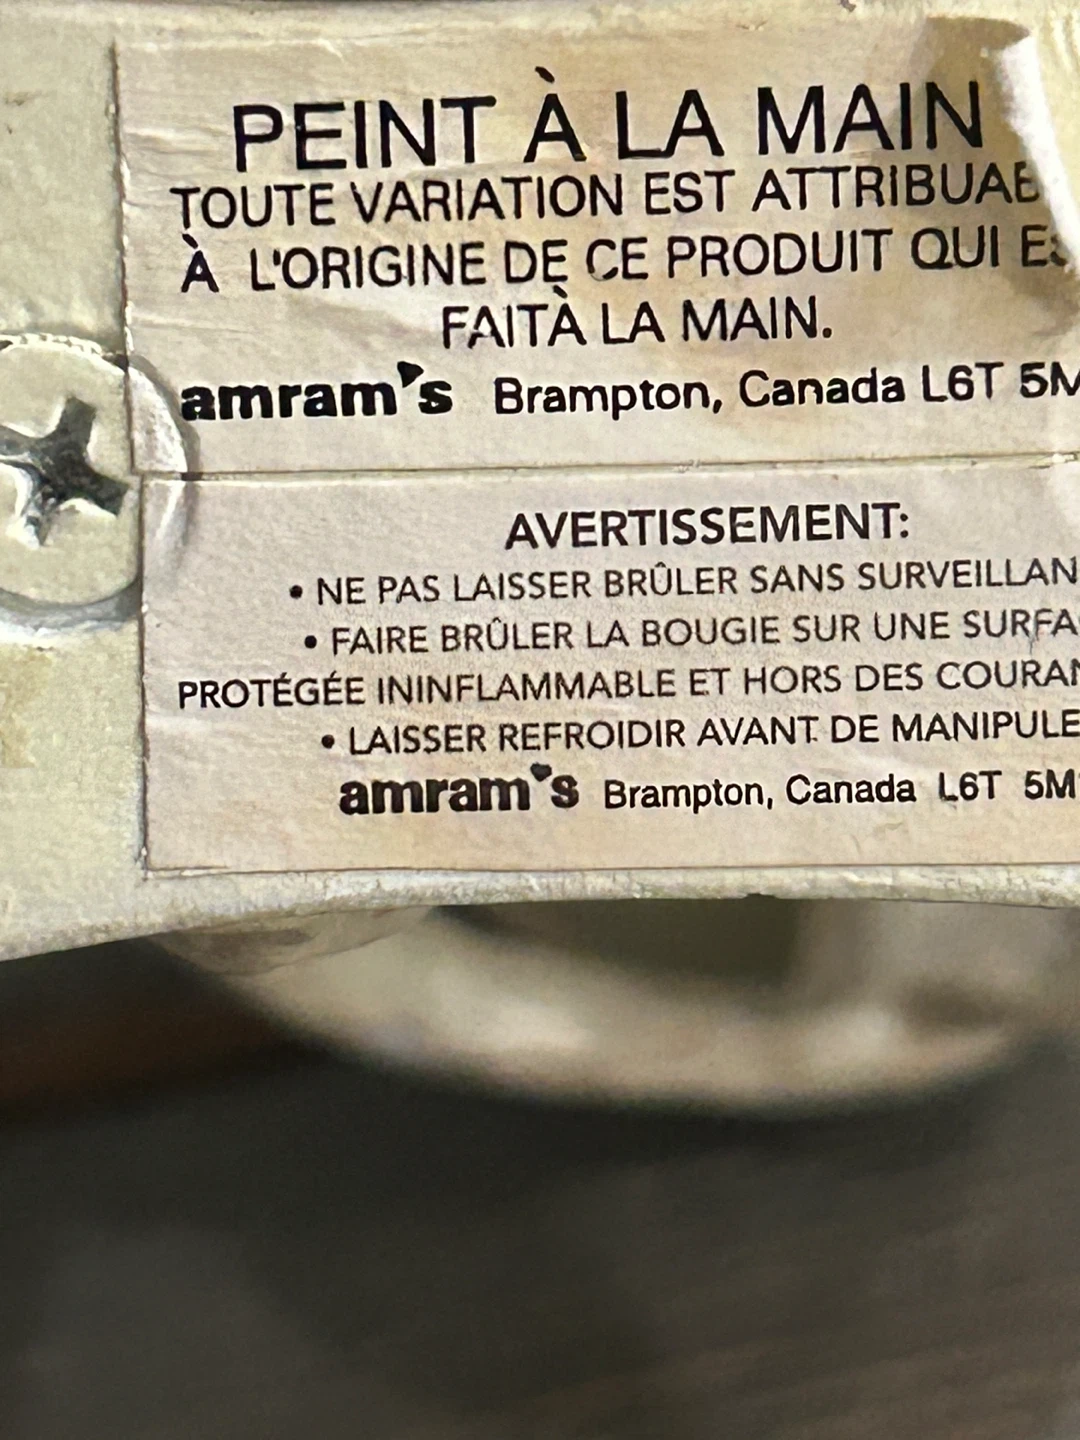 PEINT À LA MAIN
TOUTE VARIATION EST
À L'ORIGINE DE CE PRODUIT QUI
FAITÀ LA MAIN.
amram's Brampton, Canada L6T
AVERTISSEMENT:
• NE PAS LAISSER BRÛLER SANS
• FAIRE BRÛLER LA BOUGIE SUR UNE
PROTÉGÉE ININFLAMMABLE ET HORS DES
• LAISSER REFROIDIR AVANT DE
amram's Brampton, Canada L6T